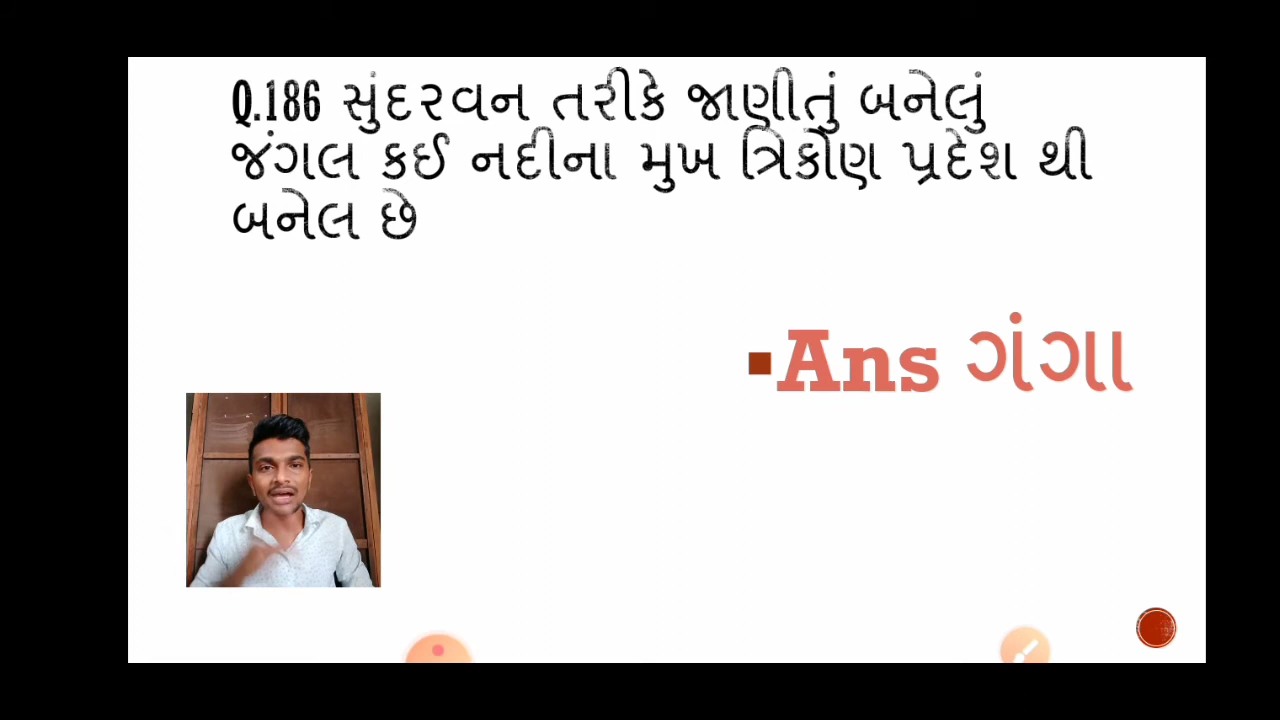 Q.186 સુંદરવન તરીકે જાણીતું બનેલું
જંગલ કઈ નદીના મુખ ત્રિકોણ પ્રદેશ થી
બનેલ છે
▪Ans ગંગા